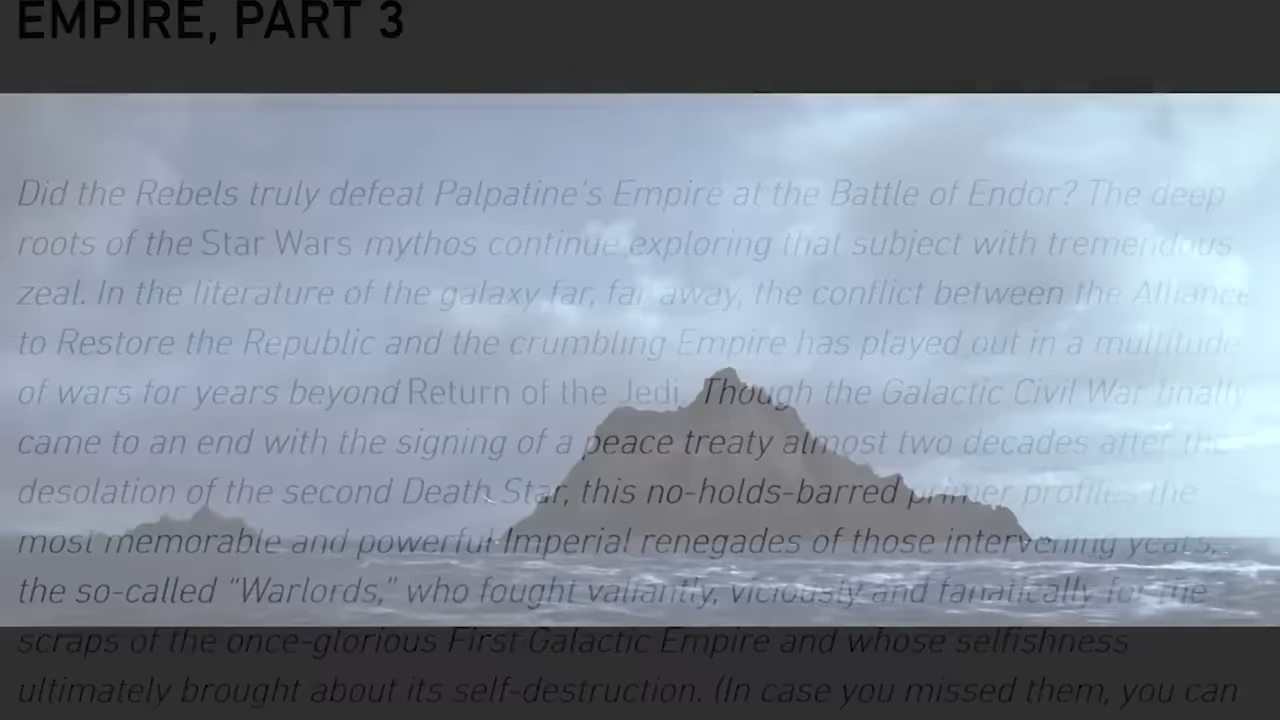 EMPIRE, PART 3
Did the Rebels truly defeat Palpatine's Empire at the Battle of Endor? The deep
roots of the Star Wars mythos continue exploring that subject with tremendous
zeal. In the literature of the galaxy far, far away, the conflict between the Alliance
to Restore the Republic and the crumbling Empire has played out in a multitude
of wars for years beyond Return of the Jedi. Though the Galactic Civil War finally
came to an end with the signing of a peace treaty almost two decades after the
desolation of the second Death Star, this no-holds-barred primer profiles the
most memorable and powerful Imperial renegades of those intervening years,
the so-called "Warlords," who fought valiantly, viciously and fanatically for the
scraps of the once-glorious First Galactic Empire and whose selfishness
ultimately brought about its self-destruction. (In case you missed them, you can